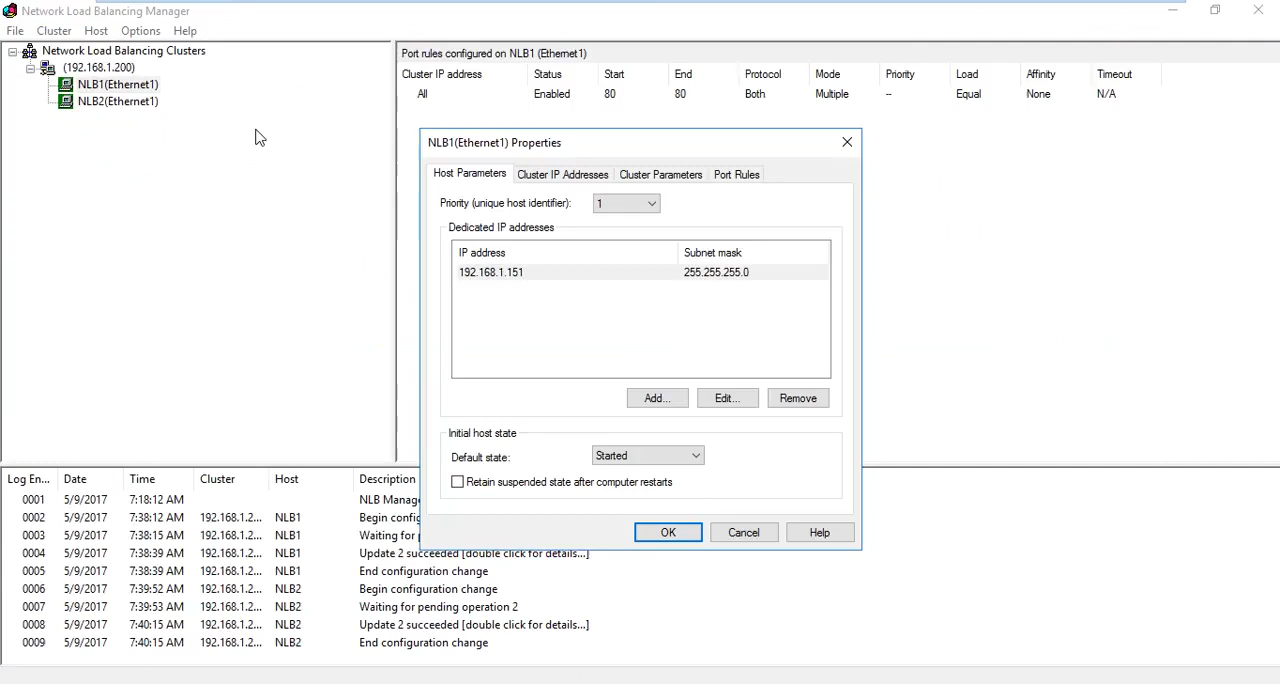 Network Load Balancing Manager
File Cluster Host Options Help
Network Load Balancing Clusters
(192.168.1.200)
NLB1(Ethernet1)
NLB2(Ethernet1)
Port rules configured on NLB1 (Ethernet1)
Cluster IP address Status Start End Protocol Mode Priority Load Affinity Timeout
All Enabled 80 80 Both Multiple -- Equal None N/A
NLB1(Ethernet1) Properties
Host Parameters Cluster IP Addresses Cluster Parameters Port Rules
Priority (unique host identifier): 1
Dedicated IP addresses
IP address Subnet mask
192.168.1.151 255.255.255.0
Add... Edit... Remove
Initial host state
Default state: Started
Retain suspended state after computer restarts
OK Cancel Help
Log En... Date Time Cluster Host Description
0001 5/9/2017 7:18:12 AM NLB Manag
0002 5/9/2017 7:38:12 AM 192.168.1.2... NLB1 Begin config
0003 5/9/2017 7:38:15 AM 192.168.1.2... NLB1 Waiting for p
0004 5/9/2017 7:38:39 AM 192.168.1.2... NLB1 Update 2 succeeded [double click for details...]
0005 5/9/2017 7:38:39 AM 192.168.1.2... NLB1 End configuration change
0006 5/9/2017 7:39:52 AM 192.168.1.2... NLB2 Begin configuration change
0007 5/9/2017 7:39:53 AM 192.168.1.2... NLB2 Waiting for pending operation 2
0008 5/9/2017 7:40:15 AM 192.168.1.2... NLB2 Update 2 succeeded [double click for details...]
0009 5/9/2017 7:40:15 AM 192.168.1.2... NLB2 End configuration change